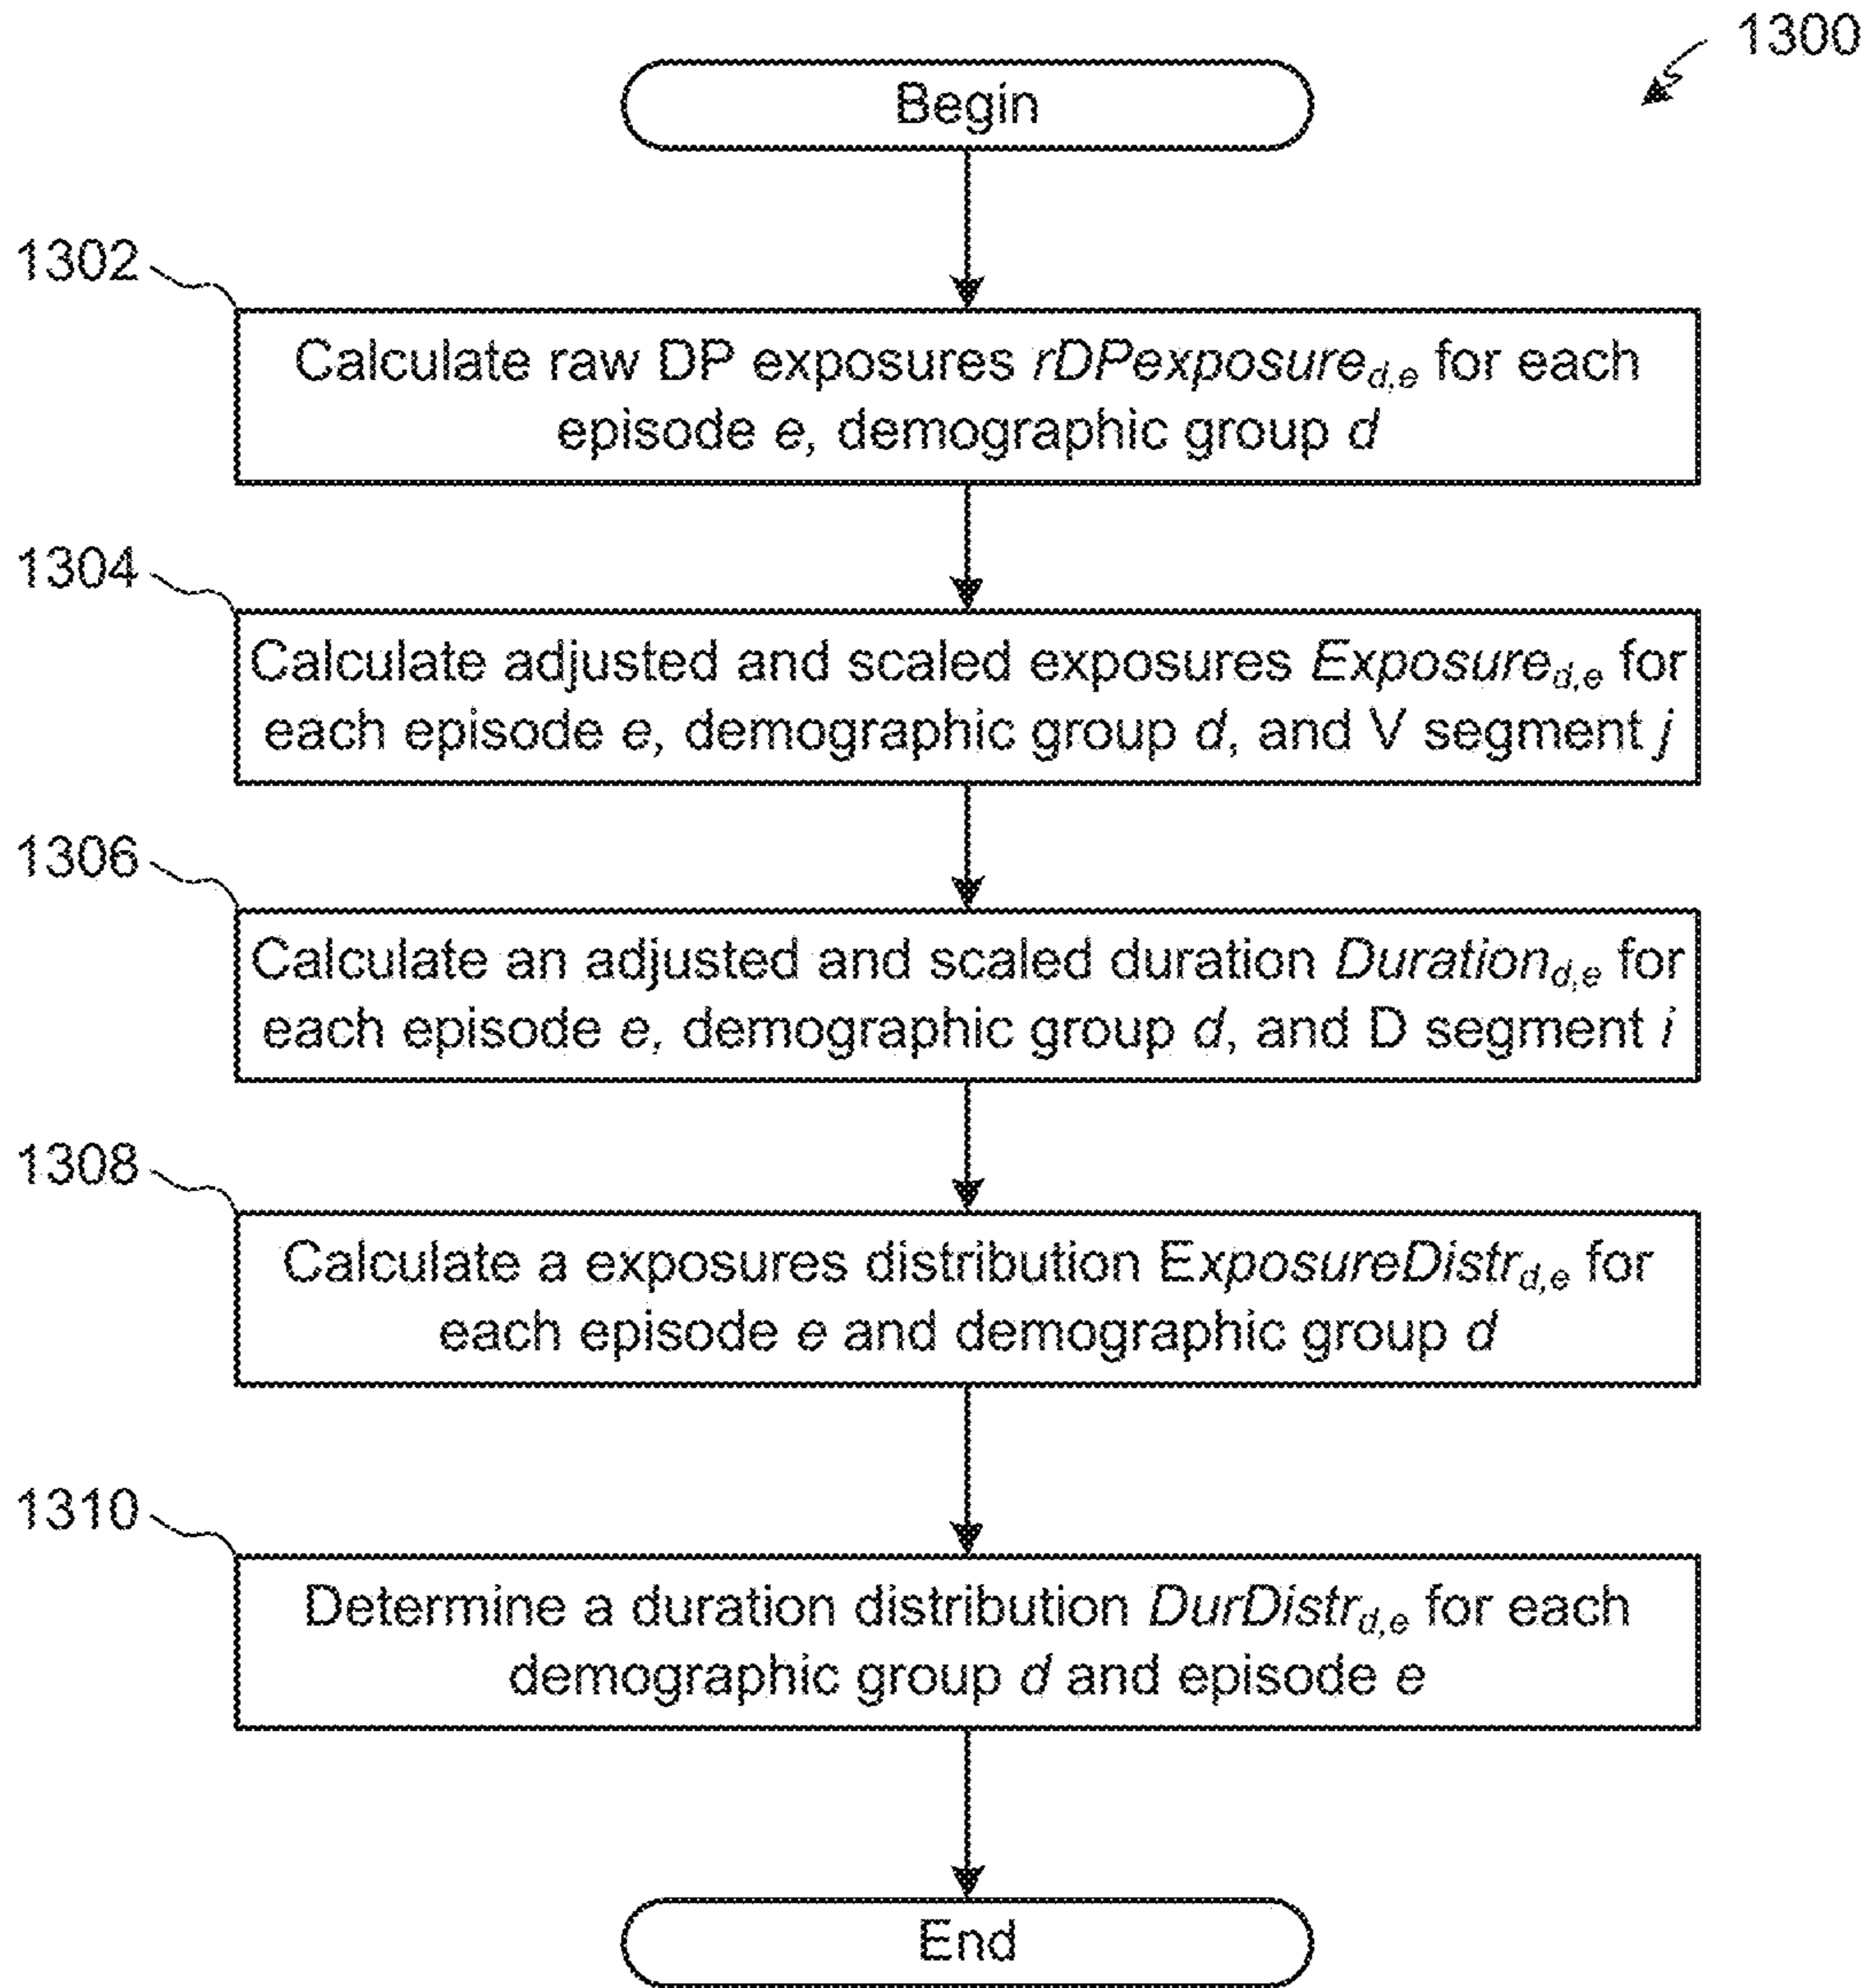 1300
Begin
1302
Calculate raw DP exposures rDPexposured,e for each
episode e, demographic group d
1304
Calculate adjusted and scaled exposures Exposured,e for
each episode e, demographic group d, and V segment j
1306
Calculate an adjusted and scaled duration Durationd,e for
each episode e, demographic group d, and D segment i
1308
Calculate a exposures distribution ExposureDistrd,e for
each episode e and demographic group d
1310
Determine a duration distribution DurDistrd,e for each
demographic group d and episode e
End